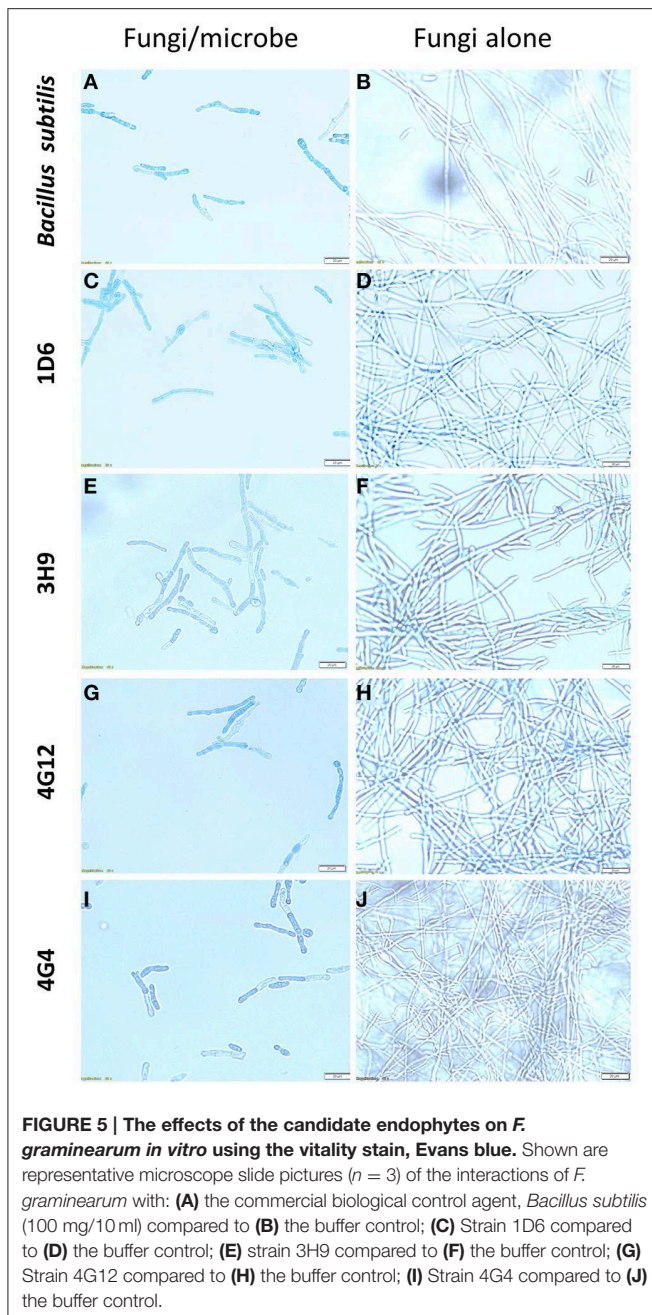 Fungi/microbe Fungi alone
Bacillus subtilis
A B
1D6
C D
3H9
E F
4G12
G H
4G4
I J
FIGURE 5 | The effects of the candidate endophytes on F.
graminearum in vitro using the vitality stain, Evans blue. Shown are
representative microscope slide pictures (n = 3) of the interactions of F.
graminearum with: (A) the commercial biological control agent, Bacillus subtilis
(100 mg/10 ml) compared to (B) the buffer control; (C) Strain 1D6 compared
to (D) the buffer control; (E) strain 3H9 compared to (F) the buffer control; (G)
Strain 4G12 compared to (H) the buffer control; (I) Strain 4G4 compared to (J)
the buffer control.